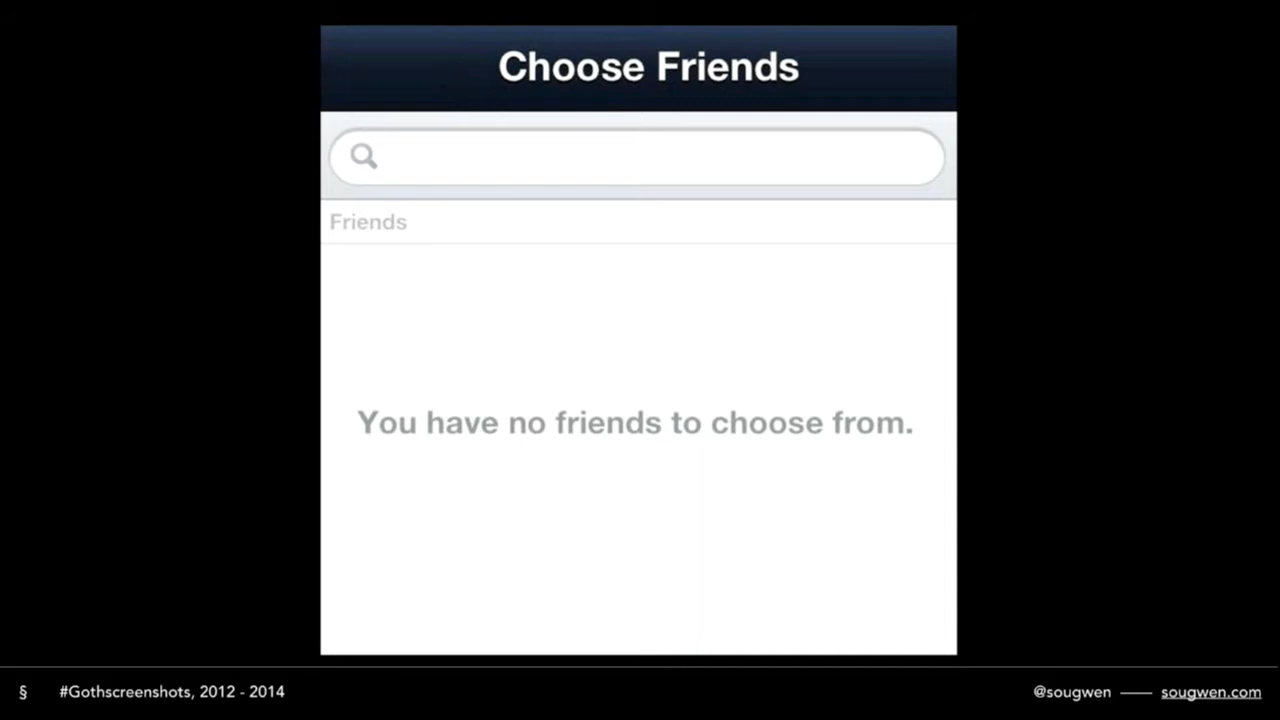 Choose Friends
Friends
You have no friends to choose from.
§ #Gothscreenshots, 2012 - 2014 @sougwen —— sougwen.com